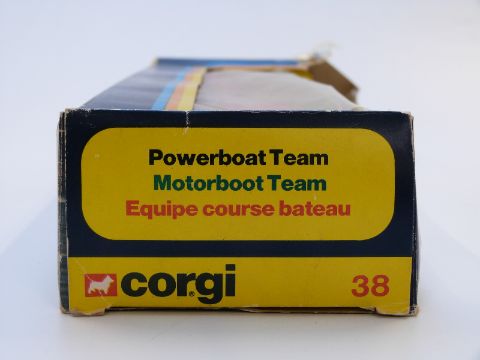 Powerboat Team
Motorboot Team
Equipe course bateau
corgi® 38